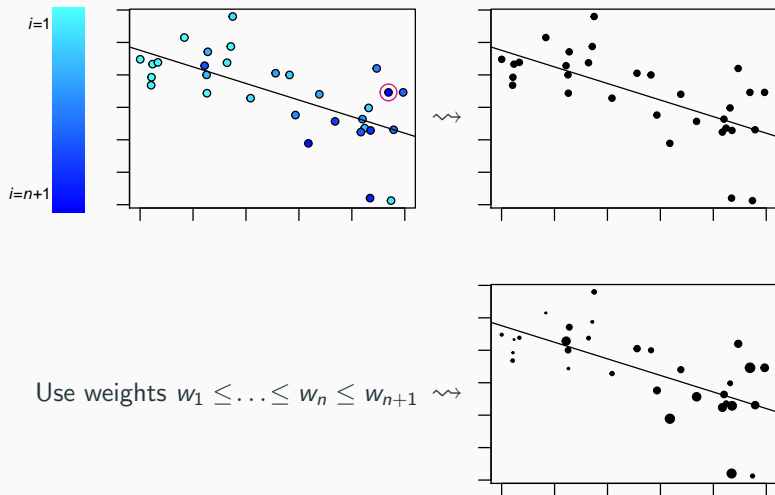 i=1
i=n+1
⇝
Use weights w₁ ≤...≤ wₙ ≤ wₙ₊₁ ⇝